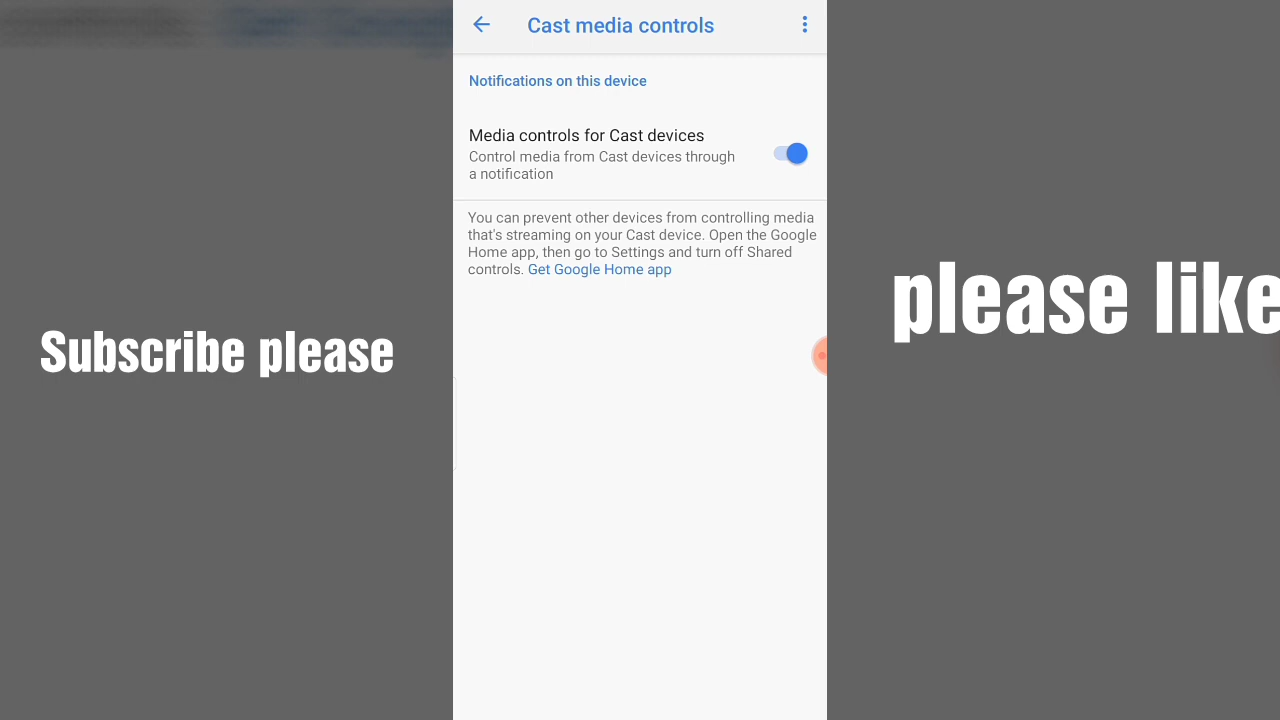 Cast media controls
Notifications on this device
Media controls for Cast devices
Control media from Cast devices through
a notification
You can prevent other devices from controlling media
that's streaming on your Cast device. Open the Google
Home app, then go to Settings and turn off Shared
controls. Get Google Home app
Subscribe please
please like